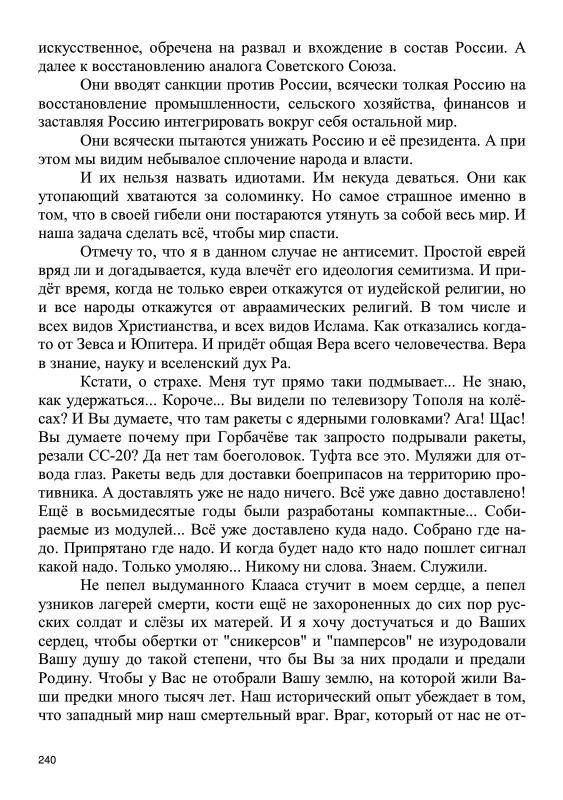 искусственное, обречена на развал и вхождение в состав России. А
далее к восстановлению аналога Советского Союза.
Они вводят санкции против России, всячески толкая Россию на
восстановление промышленности, сельского хозяйства, финансов и
заставляя Россию интегрировать вокруг себя остальной мир.
Они всячески пытаются унижать Россию и её президента. А при
этом мы видим небывалое сплочение народа и власти.
И их нельзя назвать идиотами. Им некуда деваться. Они как
утопающий хватаются за соломинку. Но самое страшное именно в
том, что в своей гибели они постараются утянуть за собой весь мир. И
наша задача сделать всё, чтобы мир спасти.
Отмечу то, что я в данном случае не антисемит. Простой еврей
вряд ли и догадывается, куда влечёт его идеология семитизма. И при-
дёт время, когда не только евреи откажутся от иудейской религии, но
и все народы откажутся от авраамических религий. В том числе и
всех видов Христианства, и всех видов Ислама. Как отказались когда-
то от Зевса и Юпитера. И придёт общая Вера всего человечества. Вера
в знание, науку и вселенский дух Ра.
Кстати, о страхе. Меня тут прямо таки подмывает... Не знаю,
как удержаться... Короче... Вы видели по телевизору Тополя на колё-
сах? И Вы думаете, что там ракеты с ядерными головками? Ага! Щас!
Вы думаете почему при Горбачёве так запросто подрывали ракеты,
резали СС-20? Да нет там боеголовок. Туфта все это. Муляжи для от-
вода глаз. Ракеты ведь для доставки боеприпасов на территорию про-
тивника. А доставлять уже не надо ничего. Всё уже давно доставлено!
Ещё в восьмидесятые годы были разработаны компактные... Соби-
раемые из модулей... Всё уже доставлено куда надо. Собрано где на-
до. Припрятано где надо. И когда будет надо кто надо пошлет сигнал
какой надо. Только умоляю... Никому ни слова. Знаем. Служили.
Не пепел выдуманного Клааса стучит в моем сердце, а пепел
узников лагерей смерти, кости ещё не захороненных до сих пор рус-
ских солдат и слёзы их матерей. И я хочу достучаться и до Ваших
сердец, чтобы обертки от "сникерсов" и "памперсов" не изуродовали
Вашу душу до такой степени, что бы Вы за них продали и предали
Родину. Чтобы у Вас не отобрали Вашу землю, на которой жили Ва-
ши предки много тысяч лет. Наш исторический опыт убеждает в том,
что западный мир наш смертельный враг. Враг, который от нас не от-
240